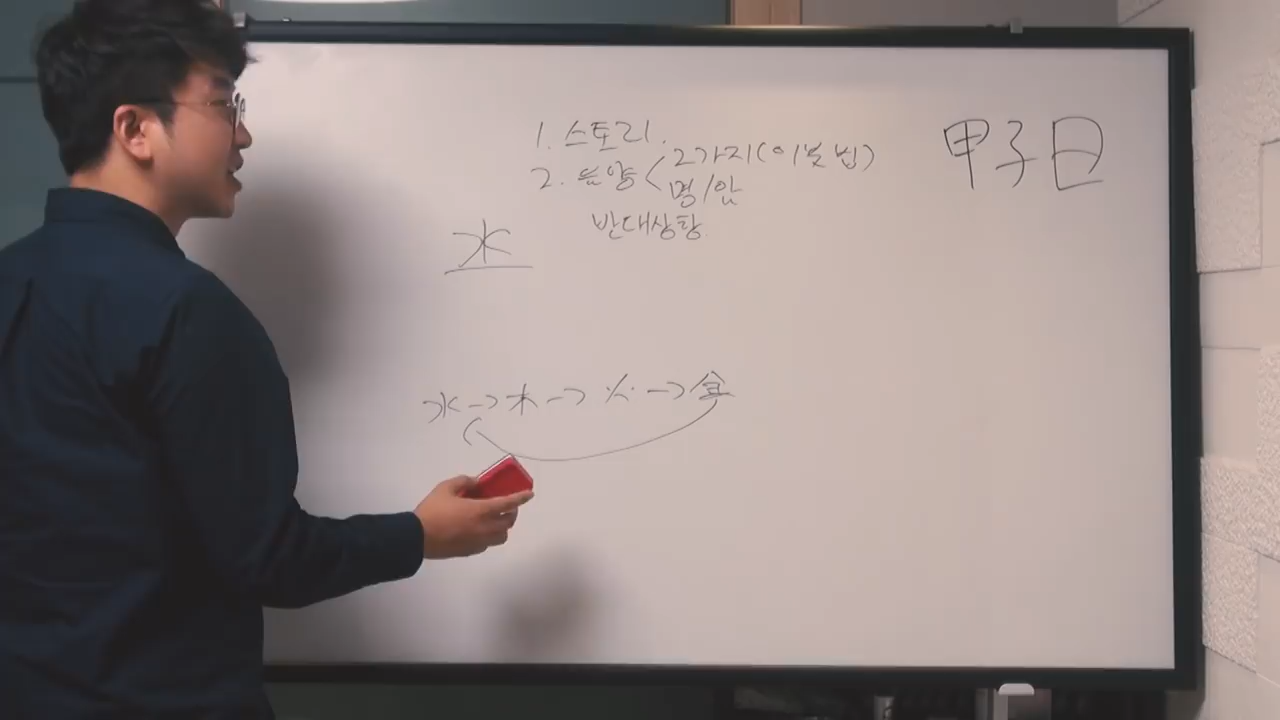 1. 스토리.
2. 음양 < 2가지(이분법)
명/암
반대상황.
甲子日
水
水 → 木 → 火 → 金